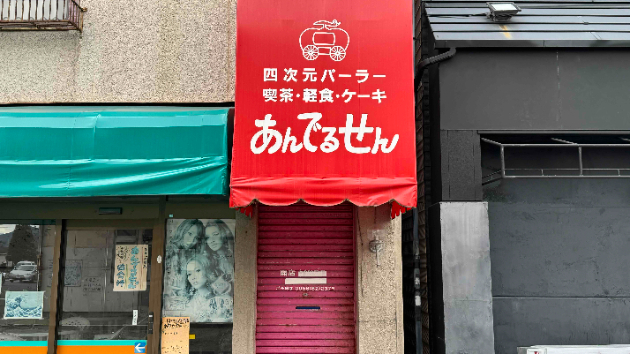 四次元パーラー
喫茶・軽食・ケーキ
あんでるせん